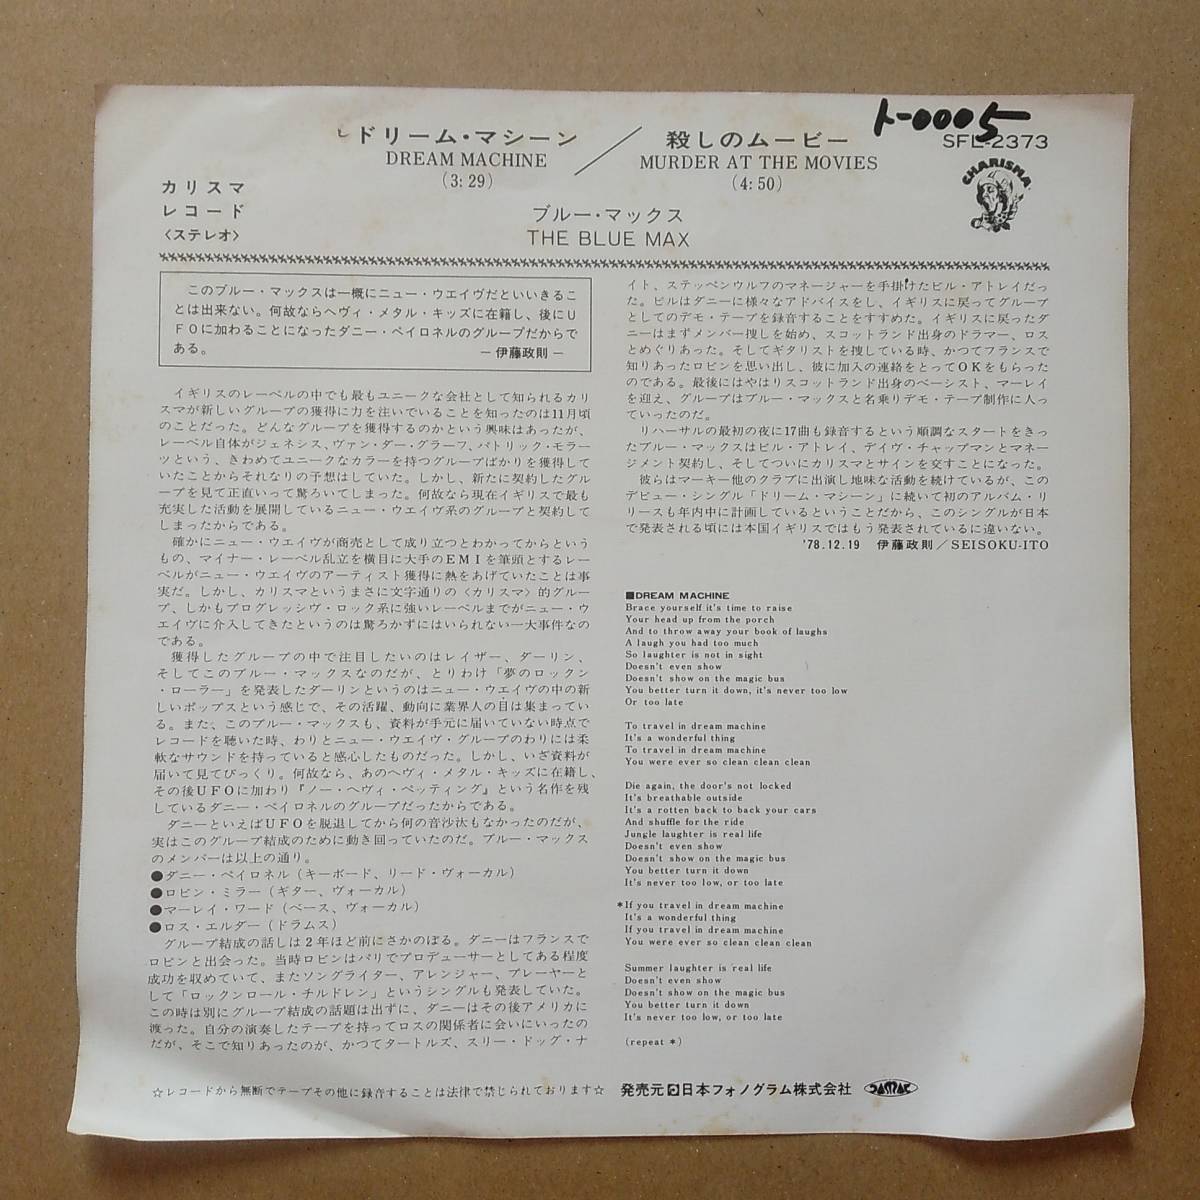 ト-0005
SFL-2373
ドリーム・マシーン／殺しのムービー
DREAM MACHINE MURDER AT THE MOVIES
(3:29) (4:50)
CHARISMA
カリスマ
レコード
〈ステレオ〉
ブルー・マックス
THE BLUE MAX
このブルー・マックスは一概にニュー・ウエイヴだといいきるこ
とは出来ない。何故ならヘヴィ・メタル・キッズに在籍し、後にU
FOに加わることになったダニー・ペイロネルのグループだからで
ある。 －伊藤政則－
イギリスのレーベルの中でも最もユニークな会社として知られるカリ
スマが新しいグループの獲得に力を注いでいることを知ったのは11月頃
のことだった。どんなグループを獲得するのかという興味はあったが、
レーベル自体がジェネシス、ヴァン・ダー・グラーフ、パトリック・モラー
ツという、きわめてユニークなカラーを持つグループばかりを獲得して
いたことからそれなりの予想はしていた。しかし、新たに契約したグル
ープを見て正直いって驚ろいてしまった。何故なら現在イギリスで最も
充実した活動を展開しているニュー・ウエイヴ系のグループと契約して
しまったからである。
確かにニュー・ウエイヴが商売として成り立つとわかってからという
もの、マイナー・レーベル乱立を横目に大手のEMIを筆頭とするレー
ベルがニュー・ウエイヴのアーティスト獲得に熱をあげていたことは事
実だ。しかし、カリスマというまさに文字通りの〈カリスマ〉的グルー
プ、しかもプログレッシヴ・ロック系に強いレーベルまでがニュー・ウ
エイヴに介入してきたというのは驚ろかずにはいられない一大事件なの
である。
獲得したグループの中で注目したいのはレイザー、ダーリン、
そしてこのブルー・マックスなのだが、とりわけ「夢のロックン
・ローラー」を発表したダーリンというのはニュー・ウエイヴの中の新
しいポップスという感じで、その活躍、動向に業界人の目は集まってい
る。また、このブルー・マックスも、資料が手元に届いていない時点で
レコードを聴いた時、わりとニュー・ウエイヴ・グループのわりには柔
軟なサウンドを持っていると感心したものだった。しかし、いざ資料が
届いて見てびっくり。何故なら、あのヘヴィ・メタル・キッズに在籍し、
その後UFOに加わり『ノー・ヘヴィ・ペッティング』という名作を残
しているダニー・ペイロネルのグループだったからである。
ダニーといえばUFOを脱退してから何の音沙汰もなかったのだが、
実はこのグループ結成のために動き回っていたのだ。ブルー・マックス
のメンバーは以上の通り。
●ダニー・ペイロネル（キーボード、リード・ヴォーカル）
●ロビン・ミラー（ギター、ヴォーカル）
●マーレイ・ワード（ベース、ヴォーカル）
●ロス・エルダー（ドラムス）
グループ結成の話しは2年ほど前にさかのぼる。ダニーはフランスで
ロビンと出会った。当時ロビンはパリでプロデューサーとしてある程度
成功を収めていて、またソングライター、アレンジャー、プレーヤーと
して「ロックンロール・チルドレン」というシングルも発表していた。
この時は別にグループ結成の話題は出ずに、ダニーはその後アメリカに
渡った。自分の演奏したテープを持ってロスの関係者に会いにいったの
だが、そこで知りあったのが、かつてタートルズ、スリー・ドッグ・ナ
イト、ステッペンウルフのマネージャーを手掛けたビル・アトレイだっ
た。ビルはダニーに様々なアドバイスをし、イギリスに戻ってグループ
としてのデモ・テープを録音することをすすめた。イギリスに戻ったダ
ニーはまずメンバー捜しを始め、スコットランド出身のドラマー、ロス
とめぐりあった。そしてギタリストを捜している時、かつてフランスで
知りあったロビンを思い出し、彼に加入の連絡をとってOKをもらった
のである。最後にはやはりスコットランド出身のベーシスト、マーレイ
を迎え、グループはブルー・マックスと名乗りデモ・テープ制作に入っ
ていったのだ。
リハーサルの最初の夜に17曲も録音するという順調なスタートをきっ
たブルー・マックスはビル・アトレイ、デイヴ・チャップマンとマネー
ジメント契約し、そしてついにカリスマとサインを交すことになった。
彼らはマーキー他のクラブに出演し地味な活動を続けているが、この
デビュー・シングル「ドリーム・マシーン」に続いて初のアルバム・リ
リースも年内中に計画しているということだから、このシングルが日本
で発表される頃には本国イギリスではもう発表されているに違いない。
'78.12.19 伊藤政則／SEISOKU-ITO
■DREAM MACHINE
Brace yourself it's time to raise
Your head up from the porch
And to throw away your book of laughs
A laugh you had too much
So laughter is not in sight
Doesn't even show
Doesn't show on the magic bus
You better turn it down, it's never too low
Or too late
To travel in dream machine
It's a wonderful thing
To travel in dream machine
You were ever so clean clean clean
Die again, the door's not locked
It's breathable outside
It's a rotten back to back your cars
And shuffle for the ride
Jungle laughter is real life
Doesn't even show
Doesn't show on the magic bus
You better turn it down
It's never too low, or too late
*If you travel in dream machine
It's a wonderful thing
If you travel in dream machine
You were ever so clean clean clean
Summer laughter is real life
Doesn't even show
Doesn't show on the magic bus
You better turn it down
It's never too low, or too late
(repeat *)
☆レコードから無断でテープその他に録音することは法律で禁じられております☆
発売元 日本フォノグラム株式会社